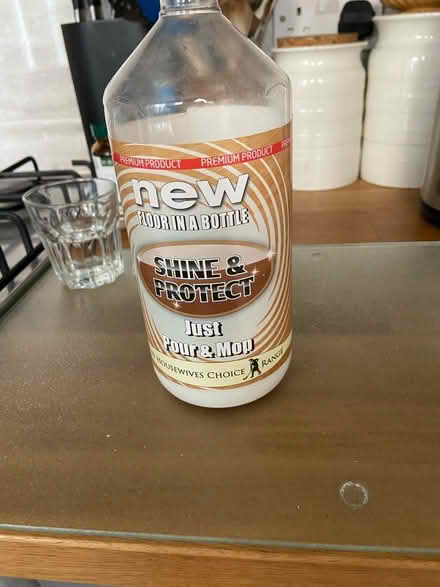 PREMIUM PRODUCT PREMIUM PRODUCT
new
FLOOR IN A BOTTLE
SHINE &
PROTECT
Just
Pour & Mop
HOUSEWIVES CHOICE RANGE